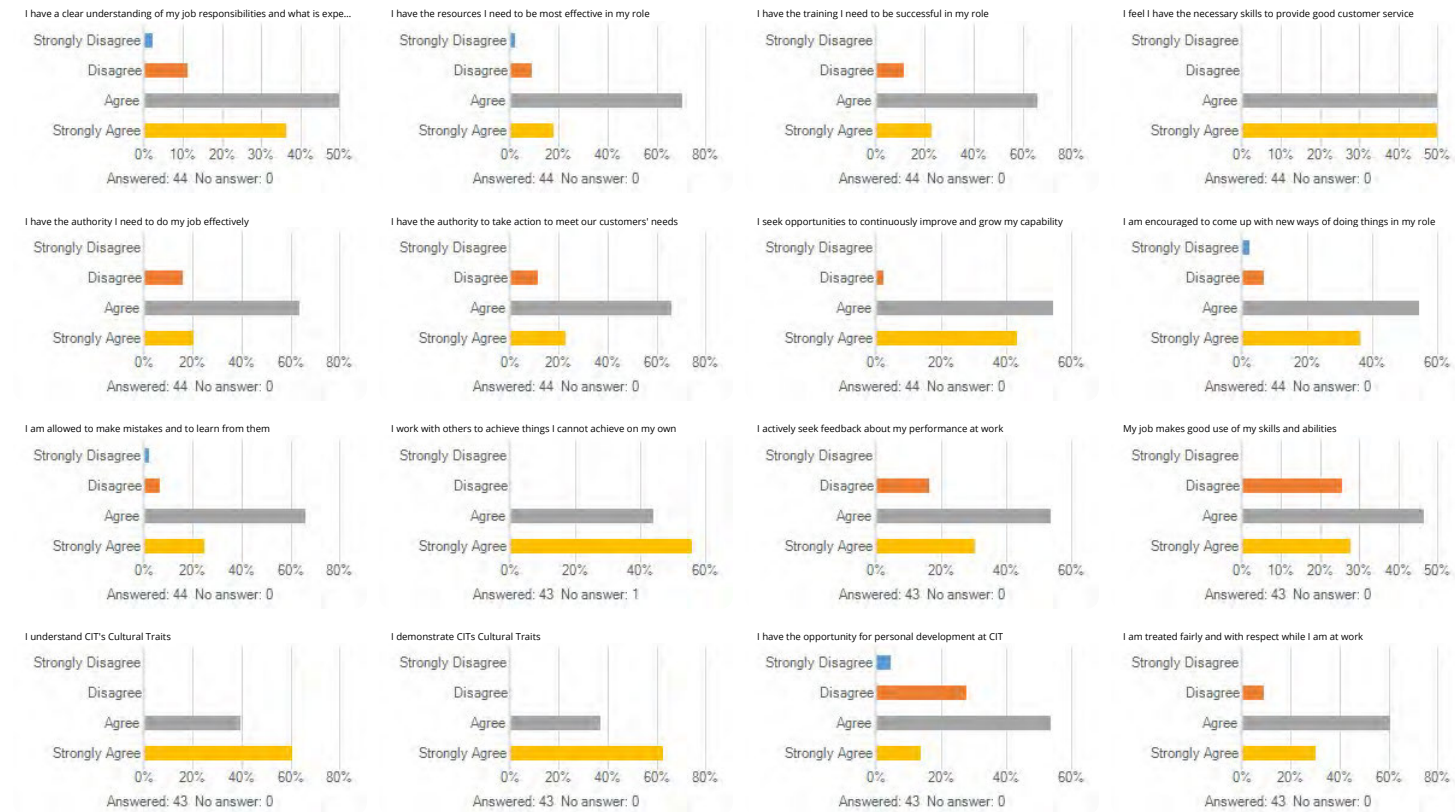 I have a clear understanding of my job responsibilities and what is expe...
Strongly Disagree
Disagree
Agree
Strongly Agree
0% 10% 20% 30% 40% 50%
Answered: 44 No answer: 0
I have the resources I need to be most effective in my role
Strongly Disagree
Disagree
Agree
Strongly Agree
0% 20% 40% 60% 80%
Answered: 44 No answer: 0
I have the training I need to be successful in my role
Strongly Disagree
Disagree
Agree
Strongly Agree
0% 20% 40% 60% 80%
Answered: 44 No answer: 0
I feel I have the necessary skills to provide good customer service
Strongly Disagree
Disagree
Agree
Strongly Agree
0% 10% 20% 30% 40% 50%
Answered: 44 No answer: 0
I have the authority I need to do my job effectively
Strongly Disagree
Disagree
Agree
Strongly Agree
0% 20% 40% 60% 80%
Answered: 44 No answer: 0
I have the authority to take action to meet our customers' needs
Strongly Disagree
Disagree
Agree
Strongly Agree
0% 20% 40% 60% 80%
Answered: 44 No answer: 0
I seek opportunities to continuously improve and grow my capability
Strongly Disagree
Disagree
Agree
Strongly Agree
0% 20% 40% 60%
Answered: 44 No answer: 0
I am encouraged to come up with new ways of doing things in my role
Strongly Disagree
Disagree
Agree
Strongly Agree
0% 20% 40% 60%
Answered: 44 No answer: 0
I am allowed to make mistakes and to learn from them
Strongly Disagree
Disagree
Agree
Strongly Agree
0% 20% 40% 60% 80%
Answered: 44 No answer: 0
I work with others to achieve things I cannot achieve on my own
Strongly Disagree
Disagree
Agree
Strongly Agree
0% 20% 40% 60%
Answered: 43 No answer: 1
I actively seek feedback about my performance at work
Strongly Disagree
Disagree
Agree
Strongly Agree
0% 20% 40% 60%
Answered: 43 No answer: 0
My job makes good use of my skills and abilities
Strongly Disagree
Disagree
Agree
Strongly Agree
0% 10% 20% 30% 40% 50%
Answered: 43 No answer: 0
I understand CIT's Cultural Traits
Strongly Disagree
Disagree
Agree
Strongly Agree
0% 20% 40% 60% 80%
Answered: 43 No answer: 0
I demonstrate CITs Cultural Traits
Strongly Disagree
Disagree
Agree
Strongly Agree
0% 20% 40% 60% 80%
Answered: 43 No answer: 0
I have the opportunity for personal development at CIT
Strongly Disagree
Disagree
Agree
Strongly Agree
0% 20% 40% 60%
Answered: 43 No answer: 0
I am treated fairly and with respect while I am at work
Strongly Disagree
Disagree
Agree
Strongly Agree
0% 20% 40% 60% 80%
Answered: 43 No answer: 0